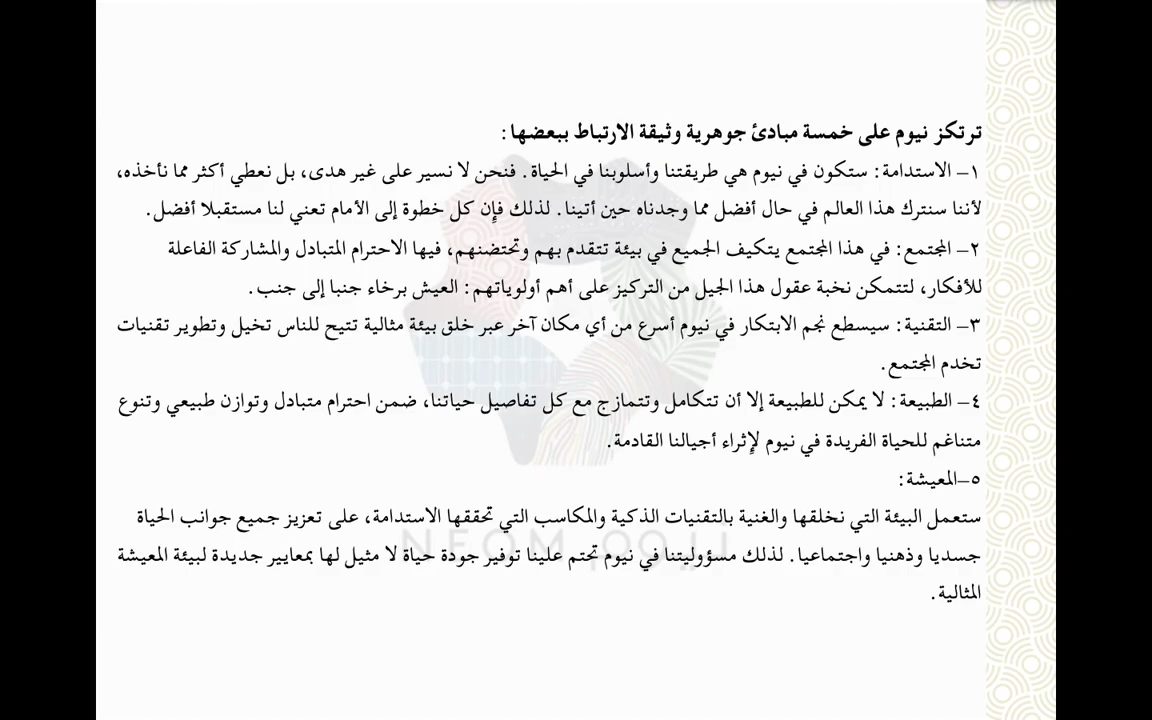 ترتكز نيوم على خمسة مبادئ جوهرية وثيقة الارتباط ببعضها:
١– الاستدامة: ستكون في نيوم هي طريقتنا وأسلوبنا في الحياة. فنحن لا نسير على غير هدى، بل نعطي أكثر مما نأخذه،
لأننا سنترك هذا العالم في حال أفضل مما وجدناه حين أتينا. لذلك فإن كل خطوة إلى الأمام تعني لنا مستقبلا أفضل.
٢– المجتمع: في هذا المجتمع يتكيف الجميع في بيئة تتقدم بهم وتحتضنهم، فيها الاحترام المتبادل والمشاركة الفاعلة
للأفكار، لتتمكن نخبة عقول هذا الجيل من التركيز على أهم أولوياتهم: العيش برخاء جنبا إلى جنب.
٣– التقنية: سيسطع نجم الابتكار في نيوم أسرع من أي مكان آخر عبر خلق بيئة مثالية تتيح للناس تخيل وتطوير تقنيات
تخدم المجتمع.
٤– الطبيعة: لا يمكن للطبيعة إلا أن تتكامل وتتمازج مع كل تفاصيل حياتنا، ضمن احترام متبادل وتوازن طبيعي وتنوع
متناغم للحياة الفريدة في نيوم لإثراء أجيالنا القادمة.
٥–المعيشة:
ستعمل البيئة التي نخلقها والغنية بالتقنيات الذكية والمكاسب التي تحققها الاستدامة، على تعزيز جميع جوانب الحياة
جسديا وذهنيا واجتماعيا. لذلك مسؤوليتنا في نيوم تحتم علينا توفير جودة حياة لا مثيل لها بمعايير جديدة لبيئة المعيشة
المثالية.
نيوم NEOM